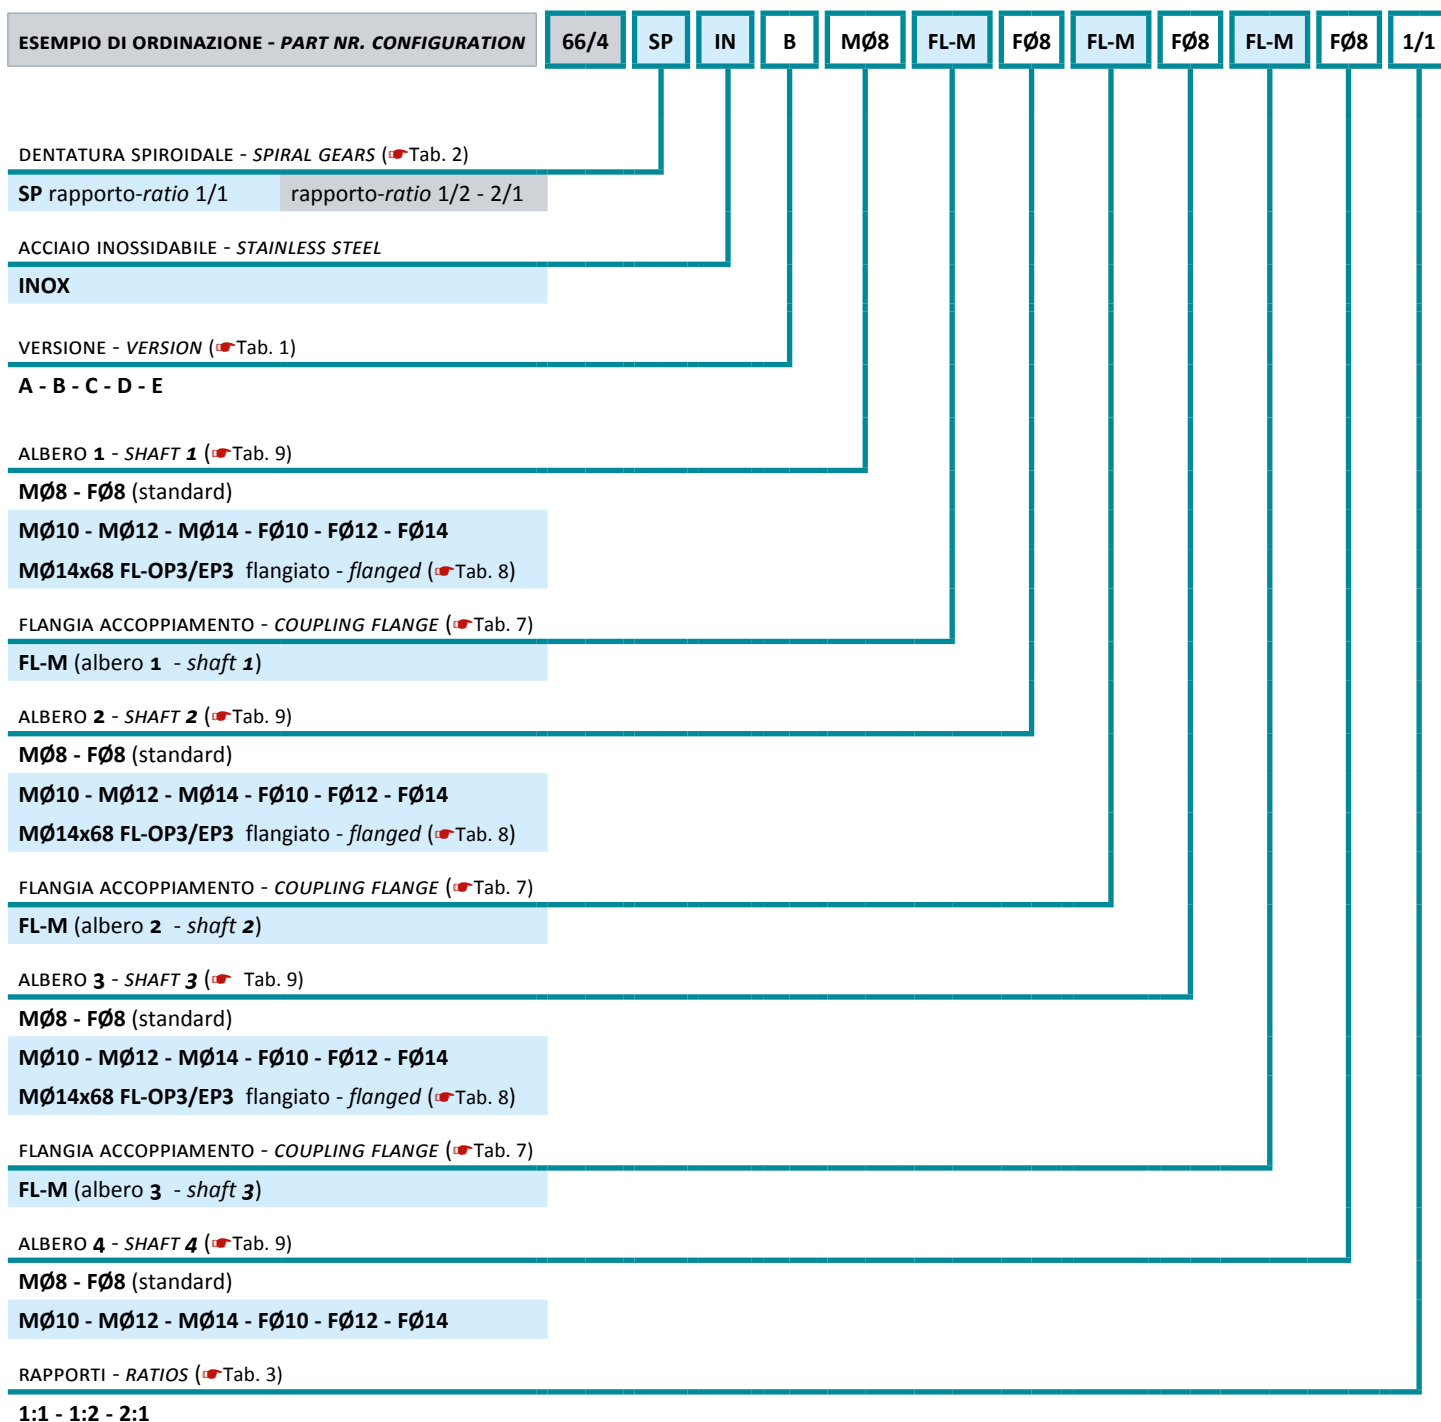 ESEMPIO DI ORDINAZIONE - PART NR. CONFIGURATION 66/4 SP IN B MØ8 FL-M FØ8 FL-M FØ8 FL-M FØ8 1/1
DENTATURA SPIROIDALE - SPIRAL GEARS (☛Tab. 2)
SP rapporto-ratio 1/1 rapporto-ratio 1/2 - 2/1
ACCIAIO INOSSIDABILE - STAINLESS STEEL
INOX
VERSIONE - VERSION (☛Tab. 1)
A - B - C - D - E
ALBERO 1 - SHAFT 1 (☛Tab. 9)
MØ8 - FØ8 (standard)
MØ10 - MØ12 - MØ14 - FØ10 - FØ12 - FØ14
MØ14x68 FL-OP3/EP3 flangiato - flanged (☛Tab. 8)
FLANGIA ACCOPPIAMENTO - COUPLING FLANGE (☛Tab. 7)
FL-M (albero 1 - shaft 1)
ALBERO 2 - SHAFT 2 (☛Tab. 9)
MØ8 - FØ8 (standard)
MØ10 - MØ12 - MØ14 - FØ10 - FØ12 - FØ14
MØ14x68 FL-OP3/EP3 flangiato - flanged (☛Tab. 8)
FLANGIA ACCOPPIAMENTO - COUPLING FLANGE (☛Tab. 7)
FL-M (albero 2 - shaft 2)
ALBERO 3 - SHAFT 3 (☛ Tab. 9)
MØ8 - FØ8 (standard)
MØ10 - MØ12 - MØ14 - FØ10 - FØ12 - FØ14
MØ14x68 FL-OP3/EP3 flangiato - flanged (☛Tab. 8)
FLANGIA ACCOPPIAMENTO - COUPLING FLANGE (☛Tab. 7)
FL-M (albero 3 - shaft 3)
ALBERO 4 - SHAFT 4 (☛Tab. 9)
MØ8 - FØ8 (standard)
MØ10 - MØ12 - MØ14 - FØ10 - FØ12 - FØ14
RAPPORTI - RATIOS (☛Tab. 3)
1:1 - 1:2 - 2:1